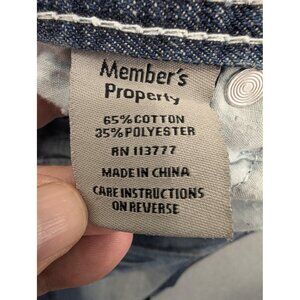 Member's
Property
65% COTTON
35% POLYESTER
RN 113777
MADE IN CHINA
CARE INSTRUCTIONS
ON REVERSE